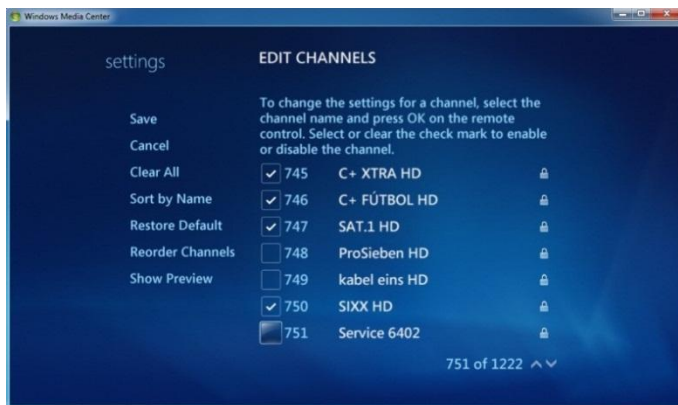 Windows Media Center
settings
EDIT CHANNELS
To change the settings for a channel, select the
channel name and press OK on the remote
control. Select or clear the check mark to enable
or disable the channel.
Save
Cancel
Clear All
Sort by Name
Restore Default
Reorder Channels
Show Preview
745 C+ XTRA HD
746 C+ FÚTBOL HD
747 SAT.1 HD
748 ProSieben HD
749 kabel eins HD
750 SIXX HD
751 Service 6402
751 of 1222